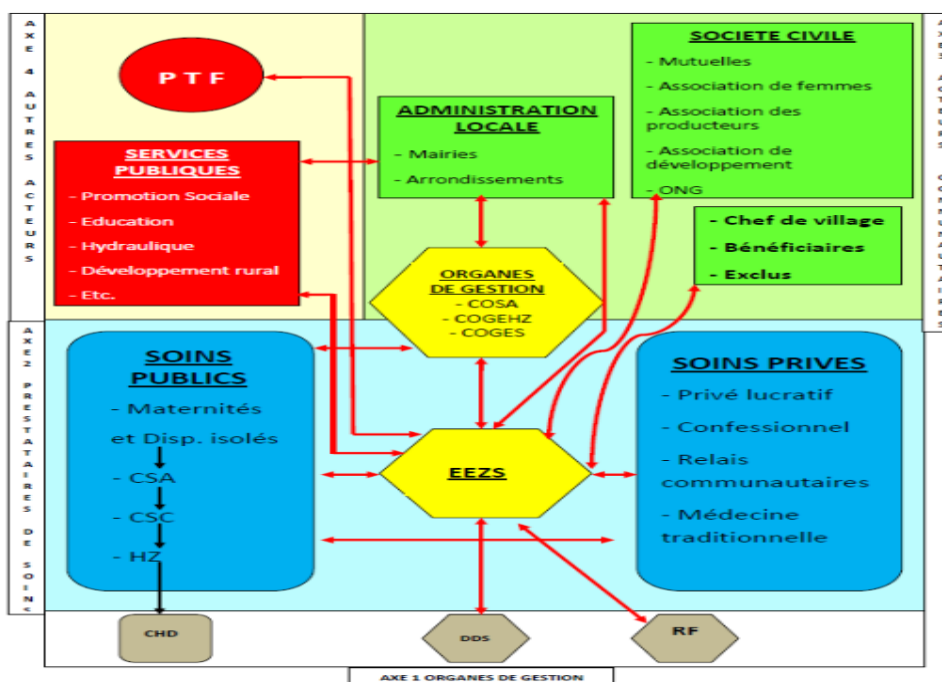 AXE 4 AUTRES ACTEURS
PTF
SERVICES
PUBLIQUES
- Promotion Sociale
- Education
- Hydraulique
- Développement rural
- Etc.
ADMINISTRATION
LOCALE
- Mairies
- Arrondissements
SOCIETE CIVILE
- Mutuelles
- Association de femmes
- Association des
producteurs
- Association de
développement
- ONG
- Chef de village
- Bénéficiaires
- Exclus
ORGANES
DE GESTION
- COSA
- COGEHZ
- COGES
AXE2 PRESTATAIRES DE SOINS
SOINS
PUBLICS
- Maternités
et Disp. isolés
- CSA
- CSC
- HZ
EEZS
SOINS PRIVES
- Privé lucratif
- Confessionnel
- Relais
communautaires
- Médecine
traditionnelle
CHD
DDS
RF
AXE 1 ORGANES DE GESTION